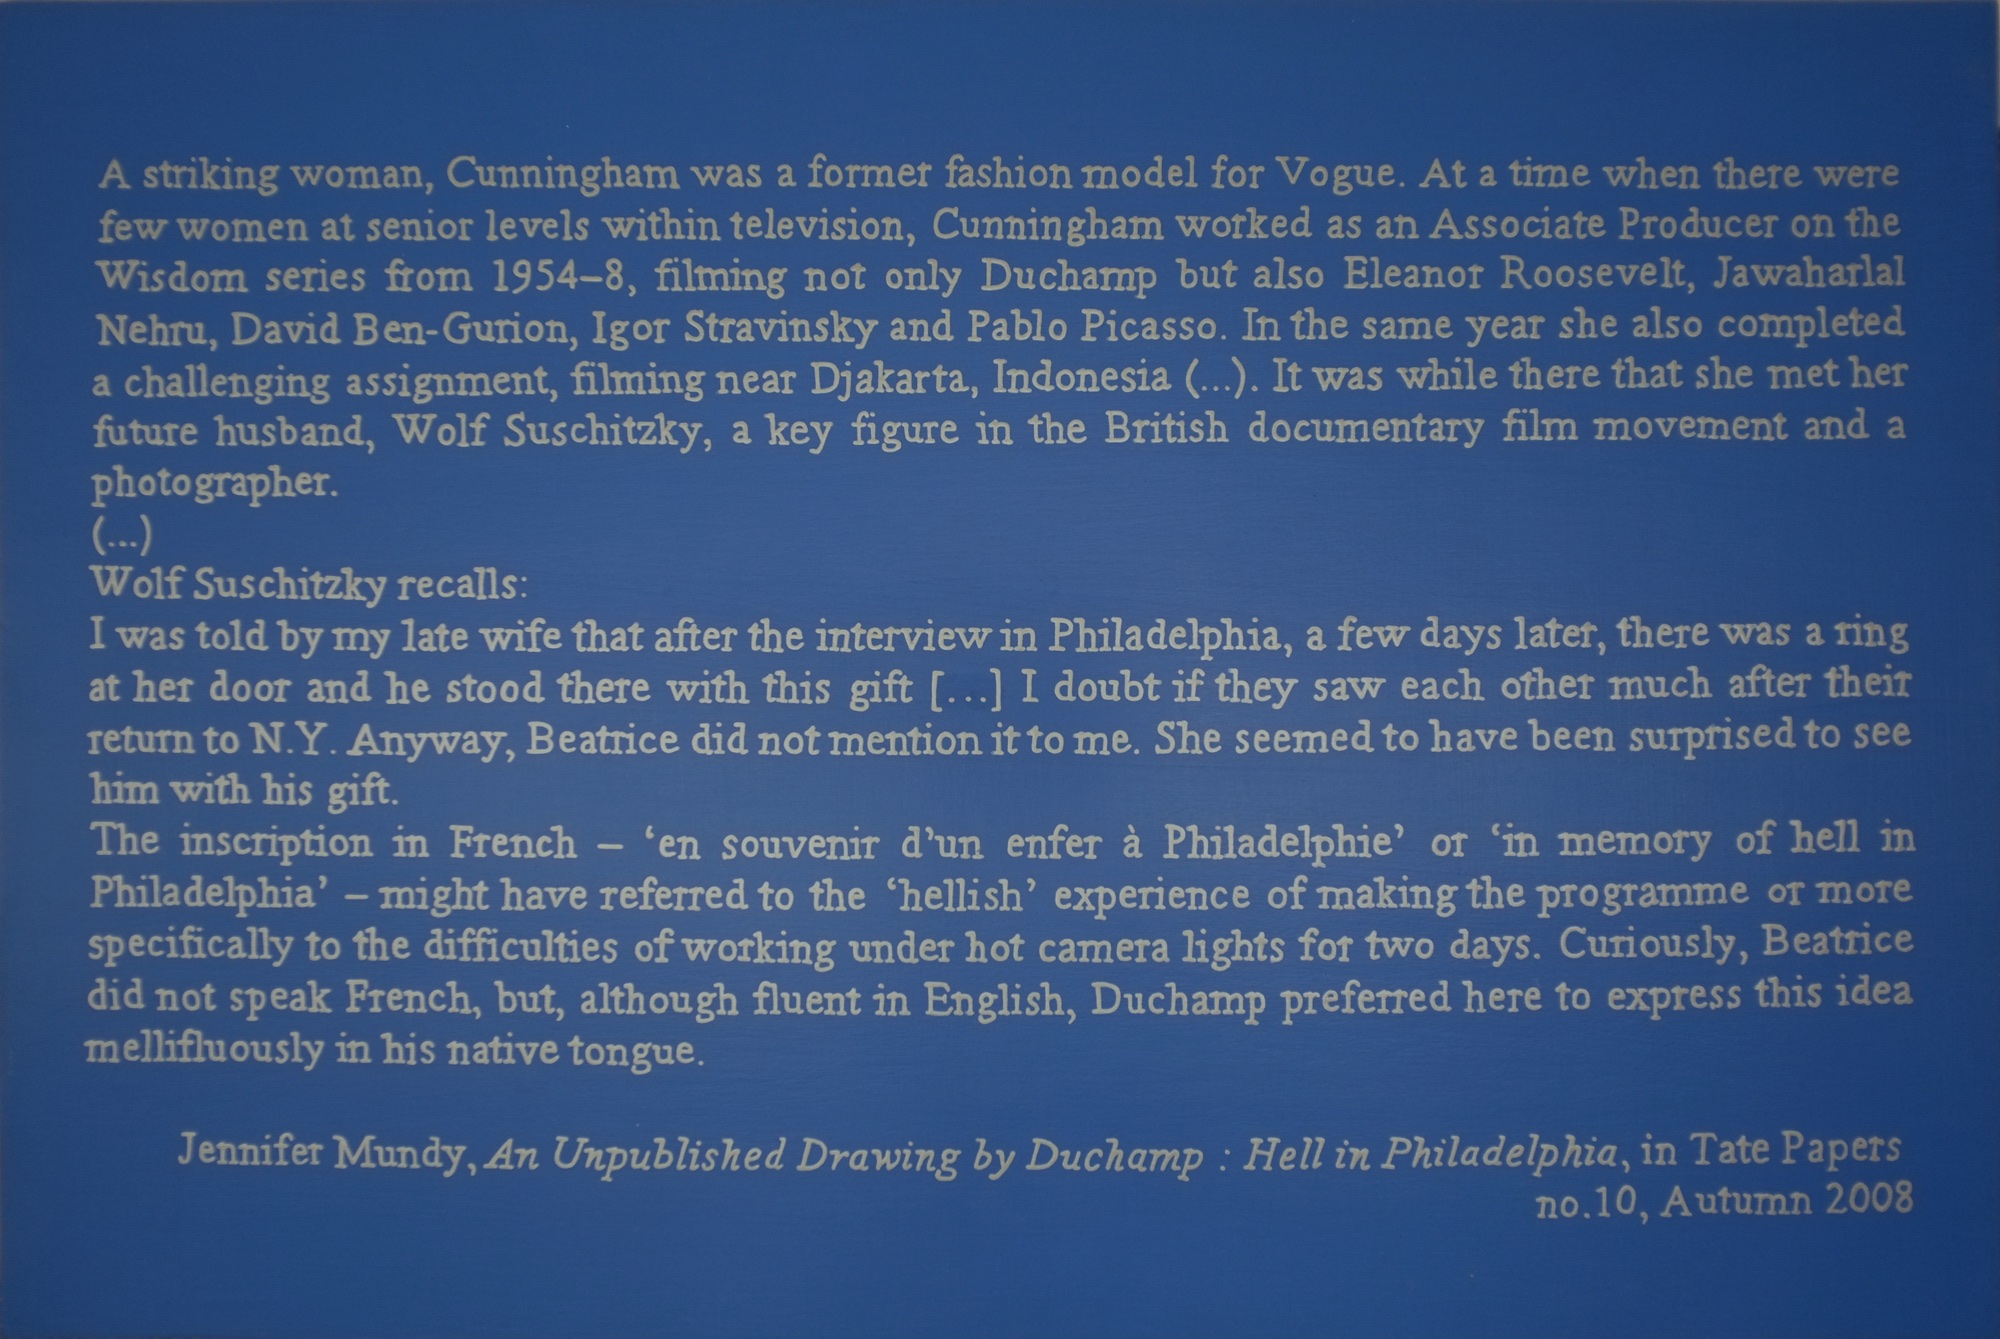 A striking woman, Cunningham was a former fashion model for Vogue. At a time when there were
few women at senior levels within television, Cunningham worked as an Associate Producer on the
Wisdom series from 1954–8, filming not only Duchamp but also Eleanor Roosevelt, Jawaharlal
Nehru, David Ben-Gurion, Igor Stravinsky and Pablo Picasso. In the same year she also completed
a challenging assignment, filming near Djakarta, Indonesia (...). It was while there that she met her
future husband, Wolf Suschitzky, a key figure in the British documentary film movement and a
photographer.
(...)
Wolf Suschitzky recalls:
I was told by my late wife that after the interview in Philadelphia, a few days later, there was a ring
at her door and he stood there with this gift [...] I doubt if they saw each other much after their
return to N.Y. Anyway, Beatrice did not mention it to me. She seemed to have been surprised to see
him with his gift.
The inscription in French – ‘en souvenir d’un enfer à Philadelphie’ or ‘in memory of hell in
Philadelphia’ – might have referred to the ‘hellish’ experience of making the programme or more
specifically to the difficulties of working under hot camera lights for two days. Curiously, Beatrice
did not speak French, but, although fluent in English, Duchamp preferred here to express this idea
mellifluously in his native tongue.
Jennifer Mundy, An Unpublished Drawing by Duchamp : Hell in Philadelphia, in Tate Papers
no.10, Autumn 2008